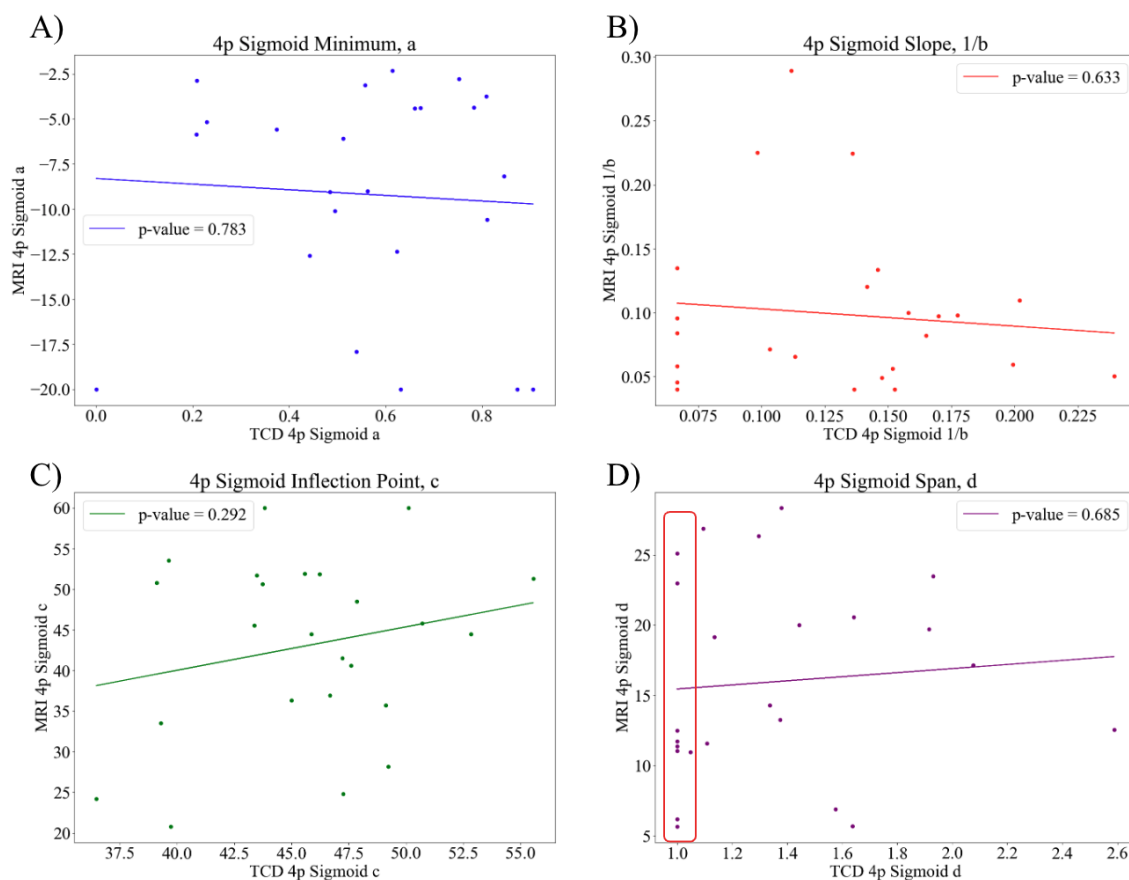 A)
4p Sigmoid Minimum, a
−2.5
−5.0
−7.5
−10.0
−12.5
−15.0
−17.5
−20.0
MRI 4p Sigmoid a
p-value = 0.783
0.0 0.2 0.4 0.6 0.8
TCD 4p Sigmoid a
B)
4p Sigmoid Slope, 1/b
0.30
0.25
0.20
0.15
0.10
0.05
MRI 4p Sigmoid 1/b
p-value = 0.633
0.075 0.100 0.125 0.150 0.175 0.200 0.225
TCD 4p Sigmoid 1/b
C)
4p Sigmoid Inflection Point, c
60
55
50
45
40
35
30
25
20
MRI 4p Sigmoid c
p-value = 0.292
37.5 40.0 42.5 45.0 47.5 50.0 52.5 55.0
TCD 4p Sigmoid c
D)
4p Sigmoid Span, d
25
20
15
10
5
MRI 4p Sigmoid d
p-value = 0.685
1.0 1.2 1.4 1.6 1.8 2.0 2.2 2.4 2.6
TCD 4p Sigmoid d